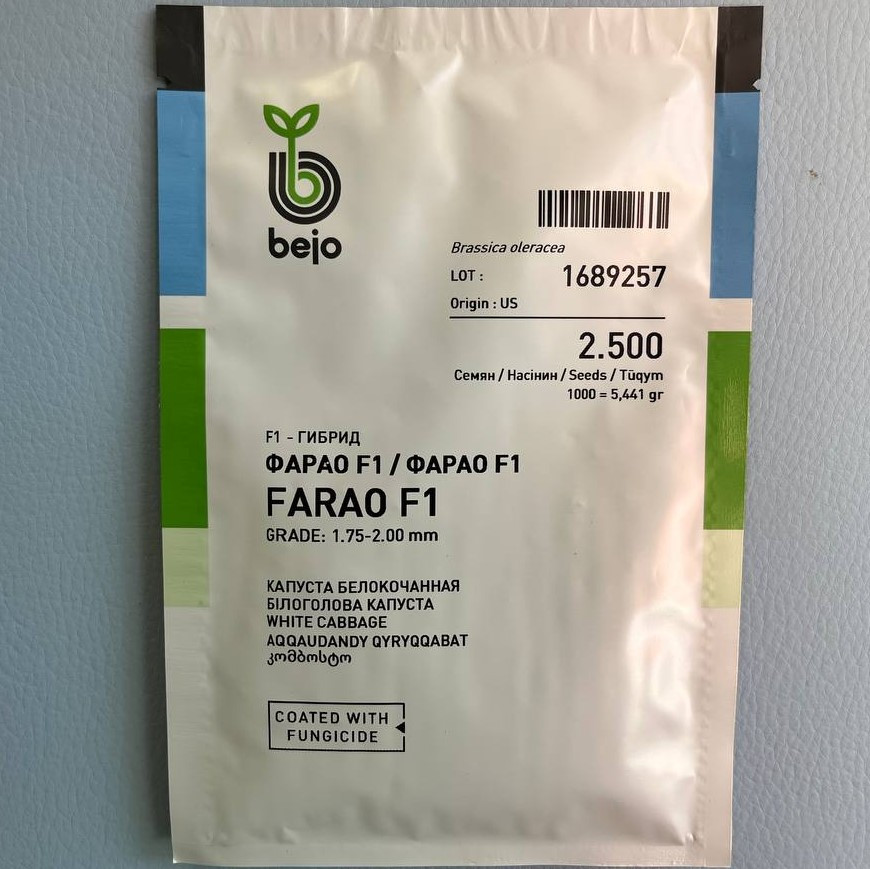 bejo
Brassica oleracea
LOT : 1689257
Origin : US
2.500
Семян / Насінин / Seeds / Tūqym
1000 = 5,441 gr
F1 - ГИБРИД
ФАРАО F1 / ФАРАО F1
FARAO F1
GRADE: 1.75-2.00 mm
КАПУСТА БЕЛОКОЧАННАЯ
БІЛОГОЛОВА КАПУСТА
WHITE CABBAGE
AQQAUDANDY QYRYQQABAT
კომბოსტო
COATED WITH
FUNGICIDE